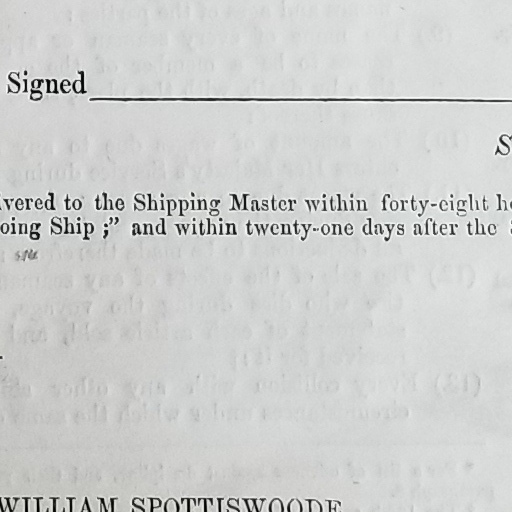 Signed
ivered to the Shipping Master within forty-eight h
oing Ship ;" and within twenty-one days after the
WILLIAM SPOTTISWOODE